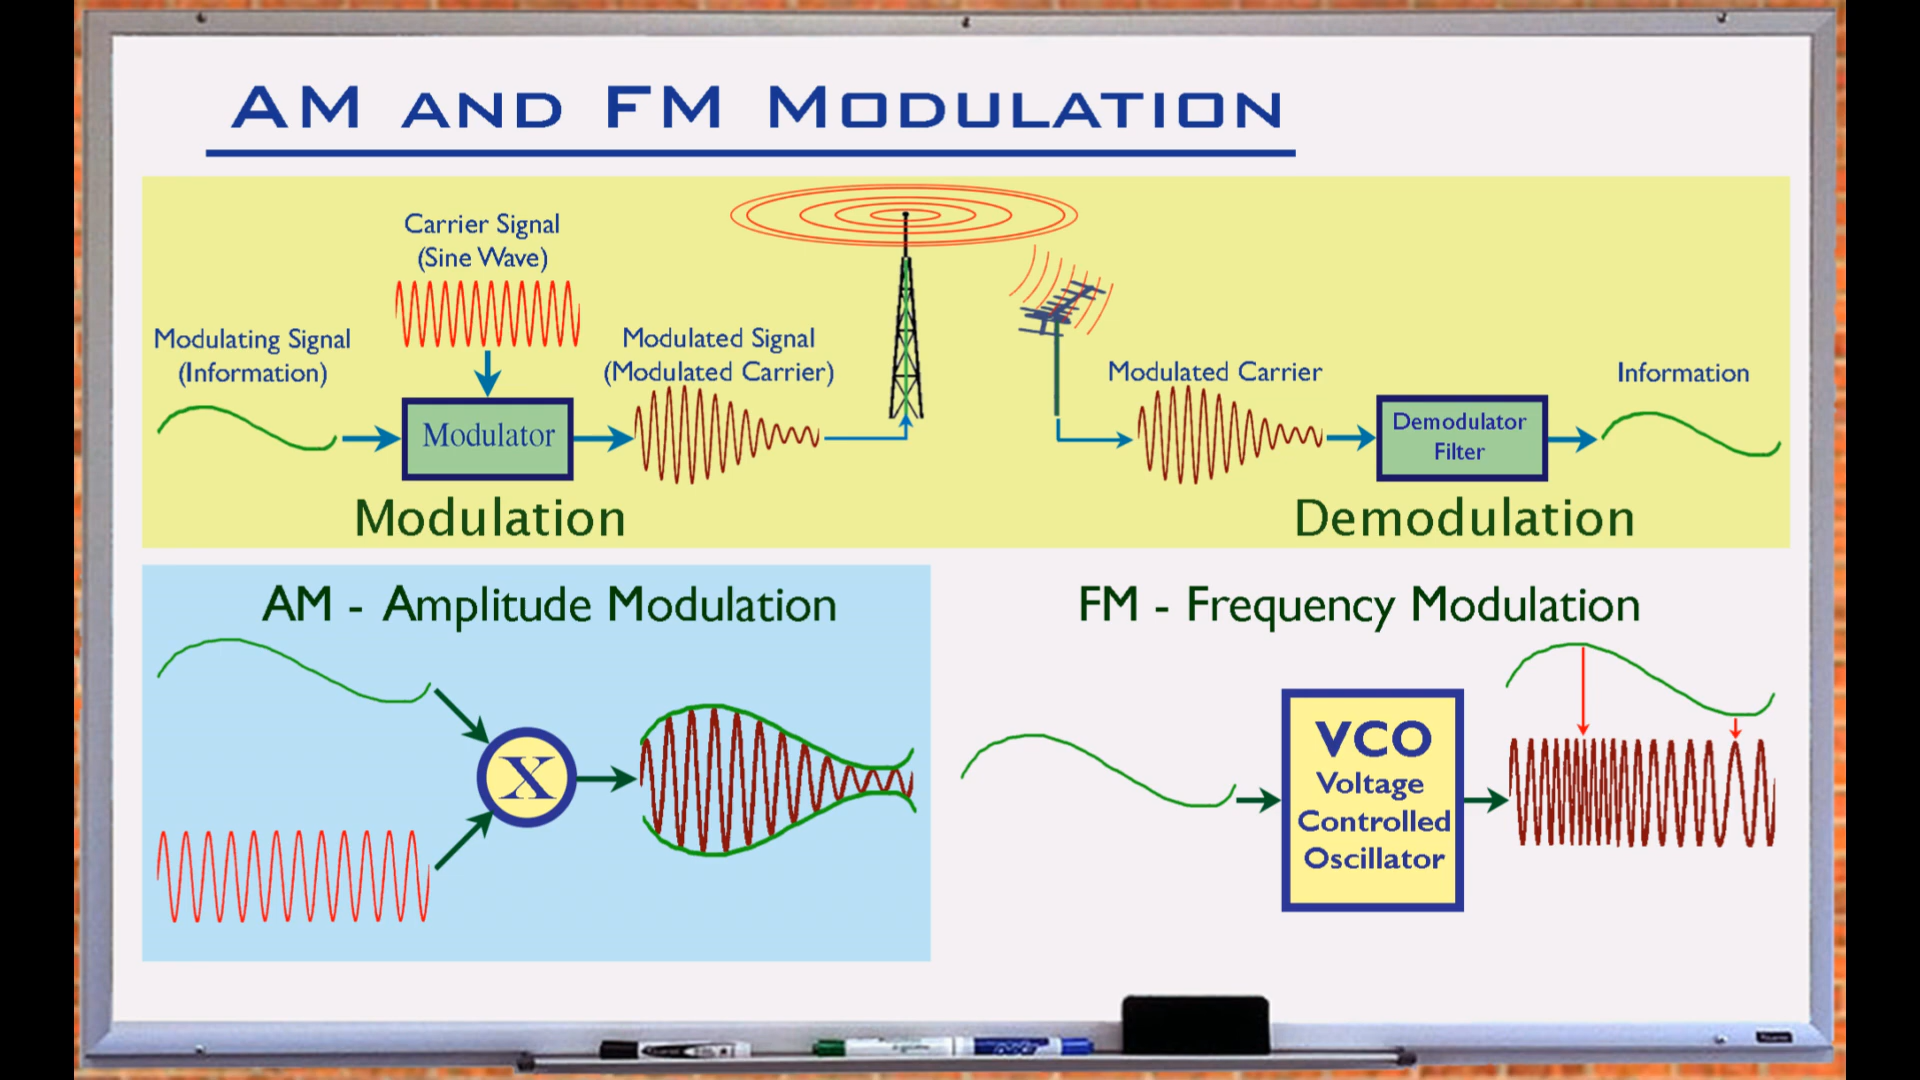 AM AND FM MODULATION
Carrier Signal
(Sine Wave)
Modulating Signal
(Information)
Modulator
Modulated Signal
(Modulated Carrier)
Modulation
Modulated Carrier
Demodulator
Filter
Information
Demodulation
AM - Amplitude Modulation
X
FM - Frequency Modulation
VCO
Voltage
Controlled
Oscillator